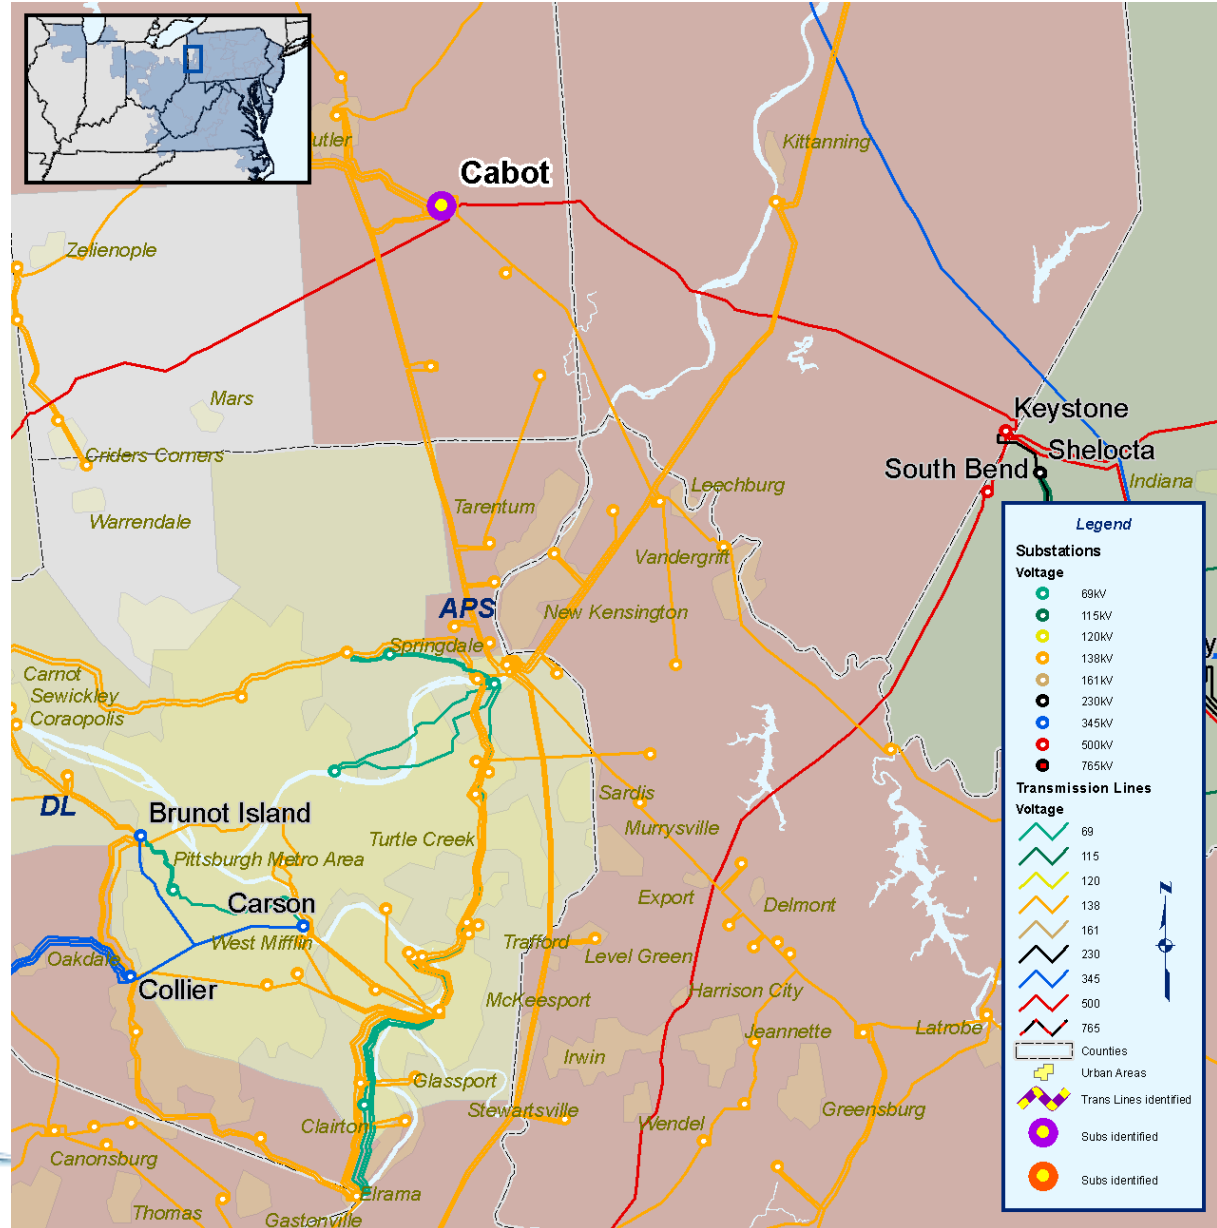 utler
Kittanning
Cabot
Zelienople
Mars
Keystone
Criders Corners
Shelocta
South Bend
Indiana
Leechburg
Tarentum
Warrendale
Vandergrift
APS
New Kensington
Springdale
Carnot
Sewickley
Coraopolis
Sardis
DL
Brunot Island
Murrysville
Turtle Creek
Pittsburgh Metro Area
Export
Delmont
Carson
West Mifflin
Trafford
Level Green
Oakdale
Collier
Harrison City
McKeesport
Jeannette
Latrobe
Irwin
Glassport
Stewartsville
Greensburg
Clairton
Wendel
Canonsburg
Elrama
Thomas
Gastonville
y
Legend
Substations
Voltage
69kV
115kV
120kV
138kV
161kV
230kV
345kV
500kV
765kV
Transmission Lines
Voltage
69
115
120
138
161
230
345
500
765
Counties
Urban Areas
Trans Lines identified
Subs identified
Subs identified
N